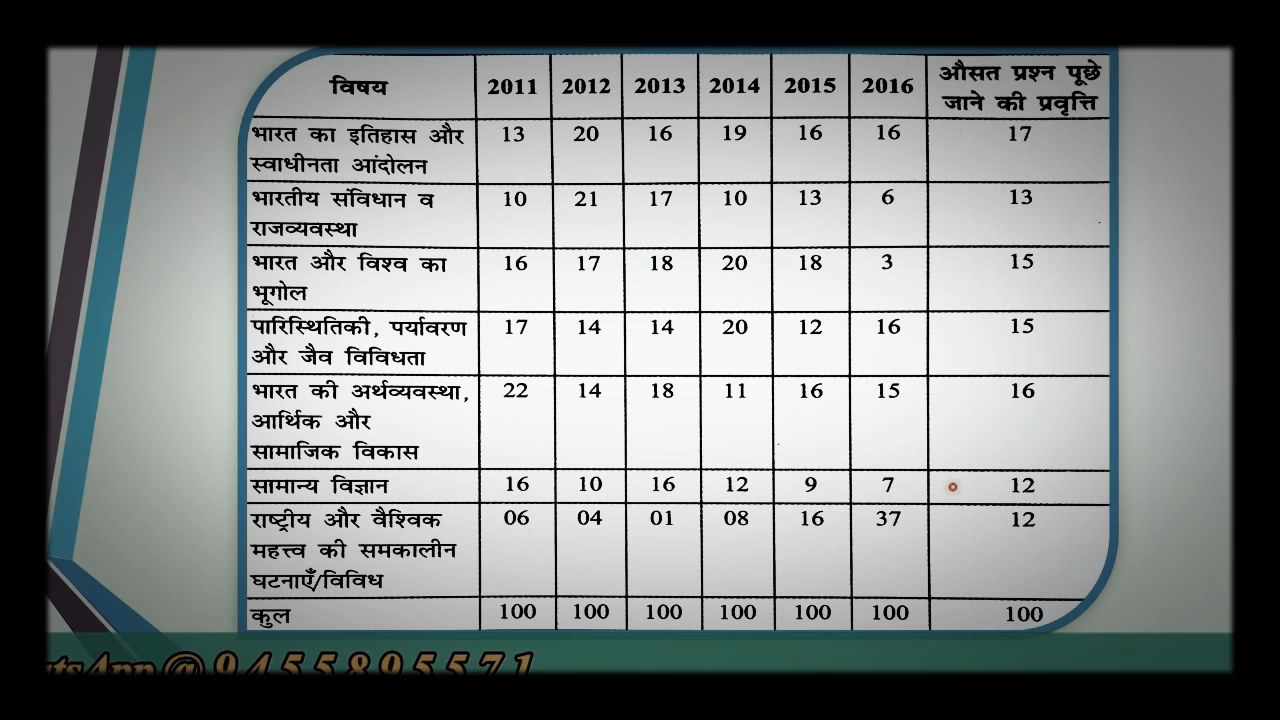 विषय 2011 2012 2013 2014 2015 2016 औसत प्रश्न पूछे
जाने की प्रवृत्ति
भारत का इतिहास और 13 20 16 19 16 16 17
स्वाधीनता आंदोलन
भारतीय संविधान व 10 21 17 10 13 6 13
राजव्यवस्था
भारत और विश्व का 16 17 18 20 18 3 15
भूगोल
पारिस्थितिकी, पर्यावरण 17 14 14 20 12 16 15
और जैव विविधता
भारत की अर्थव्यवस्था, 22 14 18 11 16 15 16
आर्थिक और
सामाजिक विकास
सामान्य विज्ञान 16 10 16 12 9 7 12
राष्ट्रीय और वैश्विक 06 04 01 08 16 37 12
महत्त्व की समकालीन
घटनाएँ/विविध
कुल 100 100 100 100 100 100 100
atsApp@9455895571